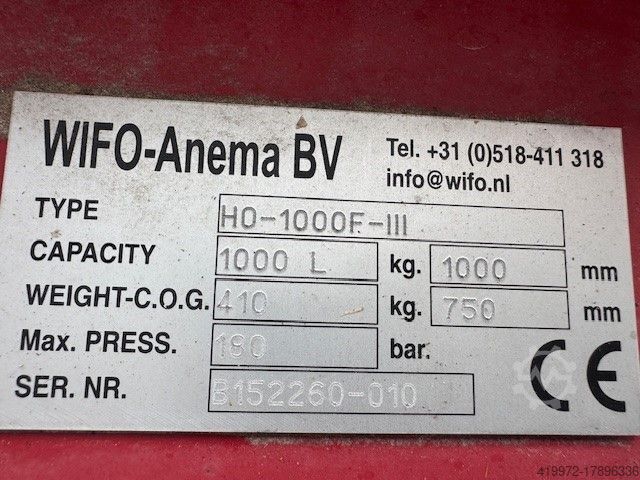 WIFO-Anema BV
Tel. +31 (0)518-411 318
info@wifo.nl
TYPE HO-1000F-III
CAPACITY 1000 L kg. 1000 mm
WEIGHT-C.O.G. 410 kg. 750 mm
Max. PRESS. 180 bar.
SER. NR. B152260-010
CE
419972-17896336